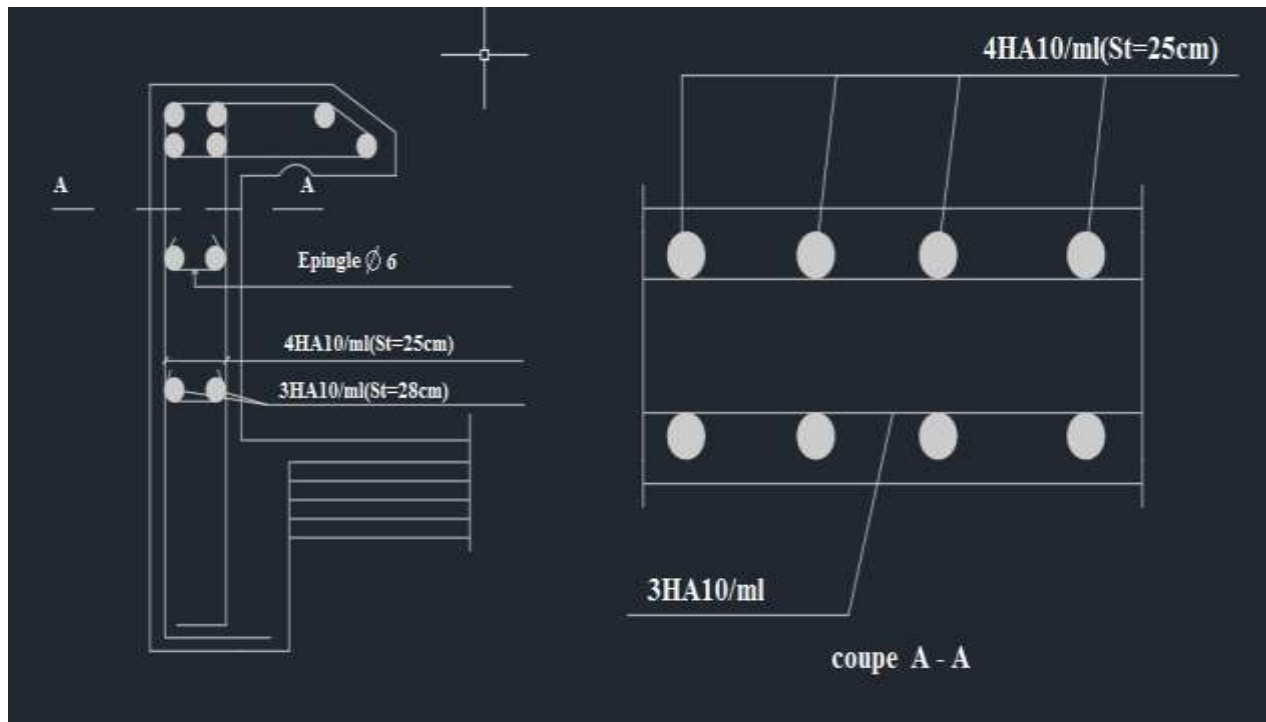 4HA10/ml(St=25cm)
A
A
Epingle ∅ 6
4HA10/ml(St=25cm)
3HA10/ml(St=28cm)
3HA10/ml
coupe A - A